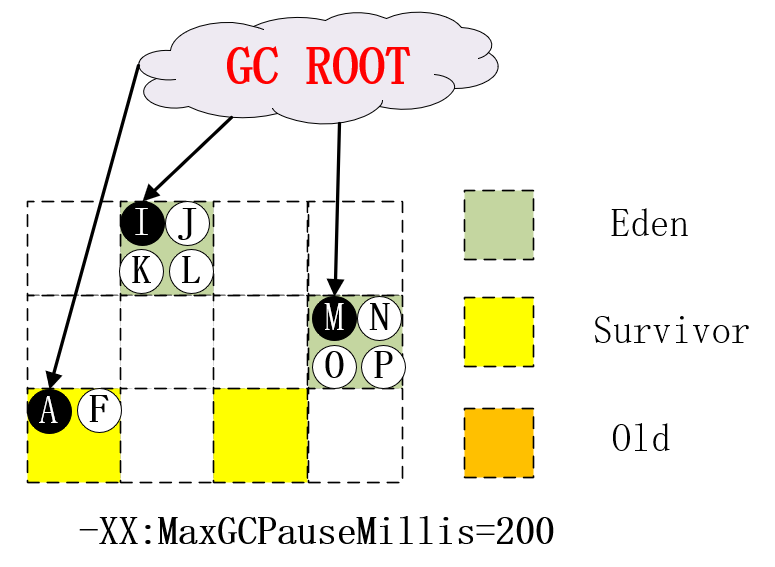 GC ROOT
I J
K L
Eden
M N
O P
Survivor
A F
Old
-XX:MaxGCPauseMillis=200